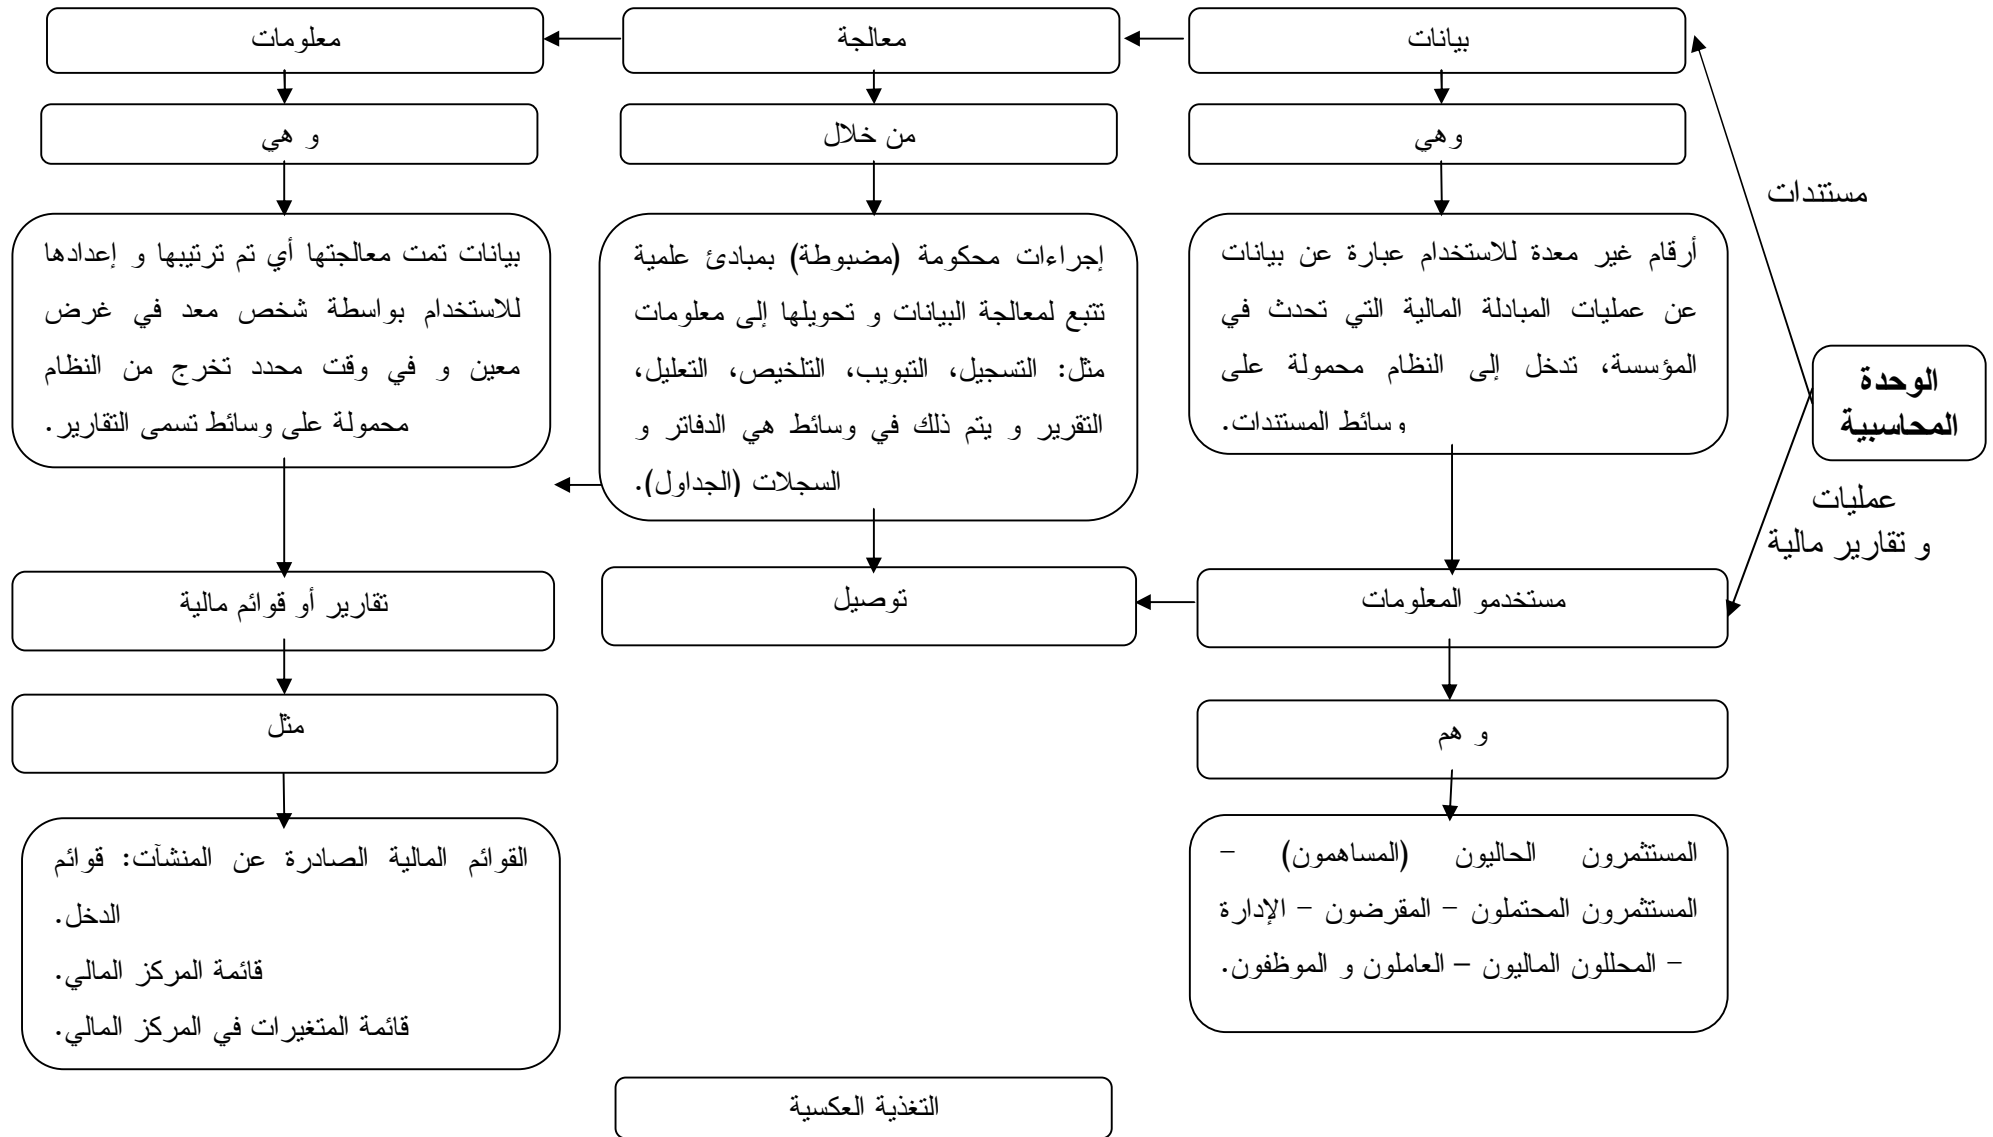 بيانات
معالجة
معلومات
وهي
من خلال
و هي
مستندات
أرقام غير معدة للاستخدام عبارة عن بيانات
عن عمليات المبادلة المالية التي تحدث في
المؤسسة، تدخل إلى النظام محمولة على
وسائط المستندات.
إجراءات محكومة (مضبوطة) بمبادئ علمية
تتبع لمعالجة البيانات و تحويلها إلى معلومات
مثل: التسجيل، التبويب، التلخيص، التعليل،
التقرير و يتم ذلك في وسائط هي الدفاتر و
السجلات (الجداول).
بيانات تمت معالجتها أي تم ترتيبها و إعدادها
للاستخدام بواسطة شخص معد في غرض
معين و في وقت محدد تخرج من النظام
محمولة على وسائط تسمى التقارير.
الوحدة
المحاسبية
عمليات
و تقارير مالية
مستخدمو المعلومات
توصيل
تقارير أو قوائم مالية
و هم
مثل
المستثمرون الحاليون (المساهمون) –
المستثمرون المحتملون – المقرضون – الإدارة
– المحللون الماليون – العاملون و الموظفون.
القوائم المالية الصادرة عن المنشآت: قوائم
الدخل.
قائمة المركز المالي.
قائمة المتغيرات في المركز المالي.
التغذية العكسية